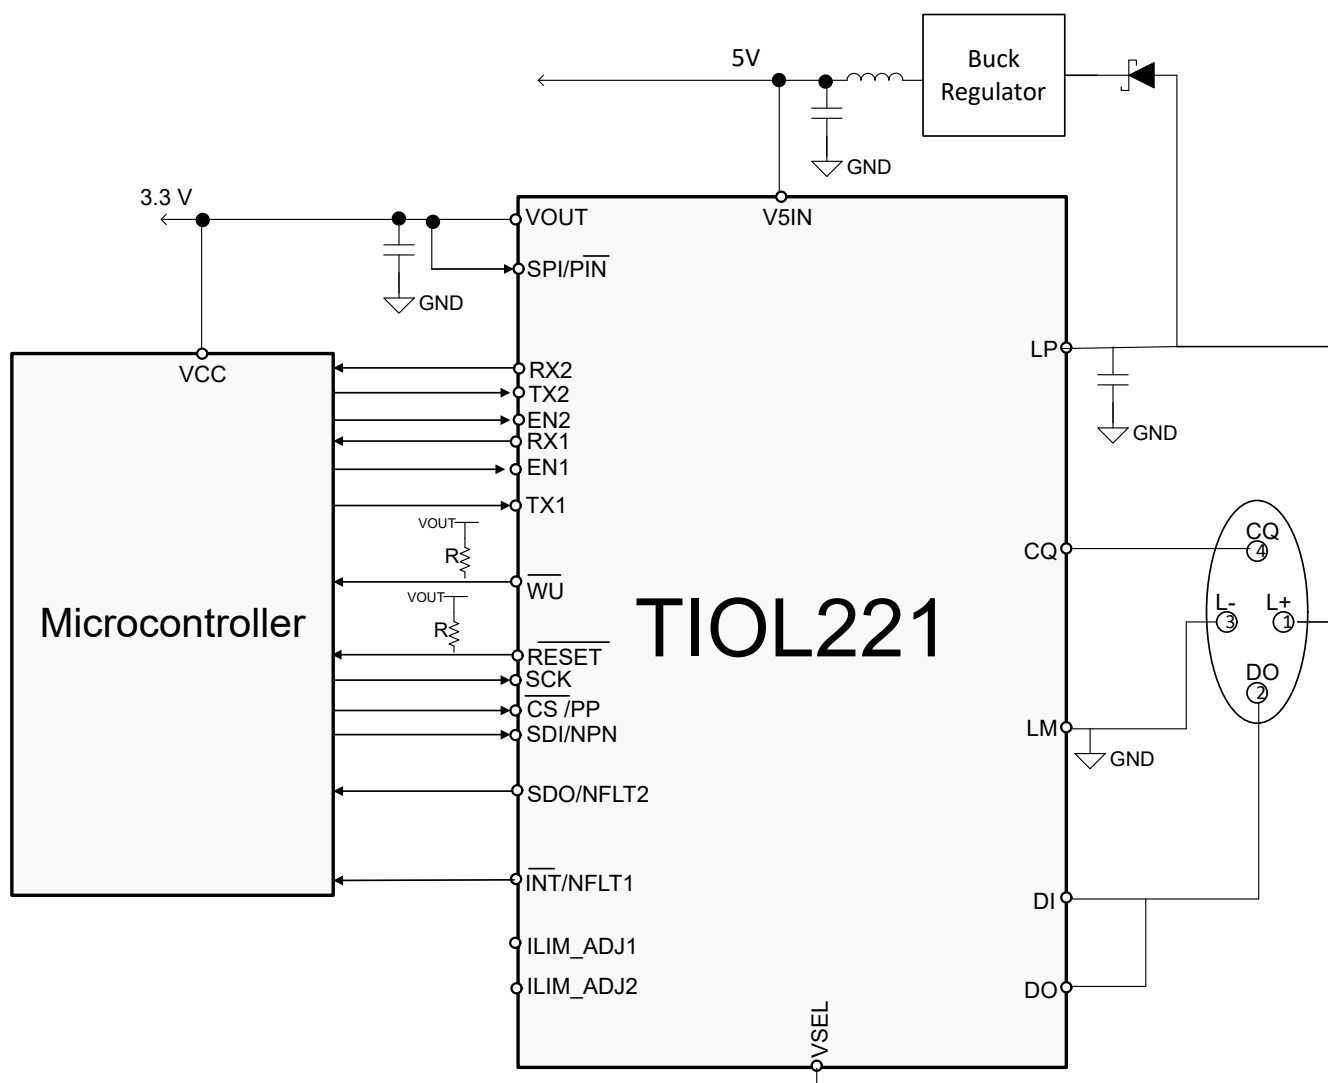 5V
Buck
Regulator
GND
3.3 V
VOUT
V5IN
SPI/PIN
GND
LP
VCC
RX2
TX2
EN2
RX1
EN1
TX1
GND
VOUT
R
WU
VOUT
R
RESET
SCK
CS /PP
SDI/NPN
SDO/NFLT2
INT/NFLT1
ILIM_ADJ1
ILIM_ADJ2
Microcontroller
TIOL221
CQ
CQ
4
L- L+
3 1
DO
2
LM
GND
DI
DO
VSEL